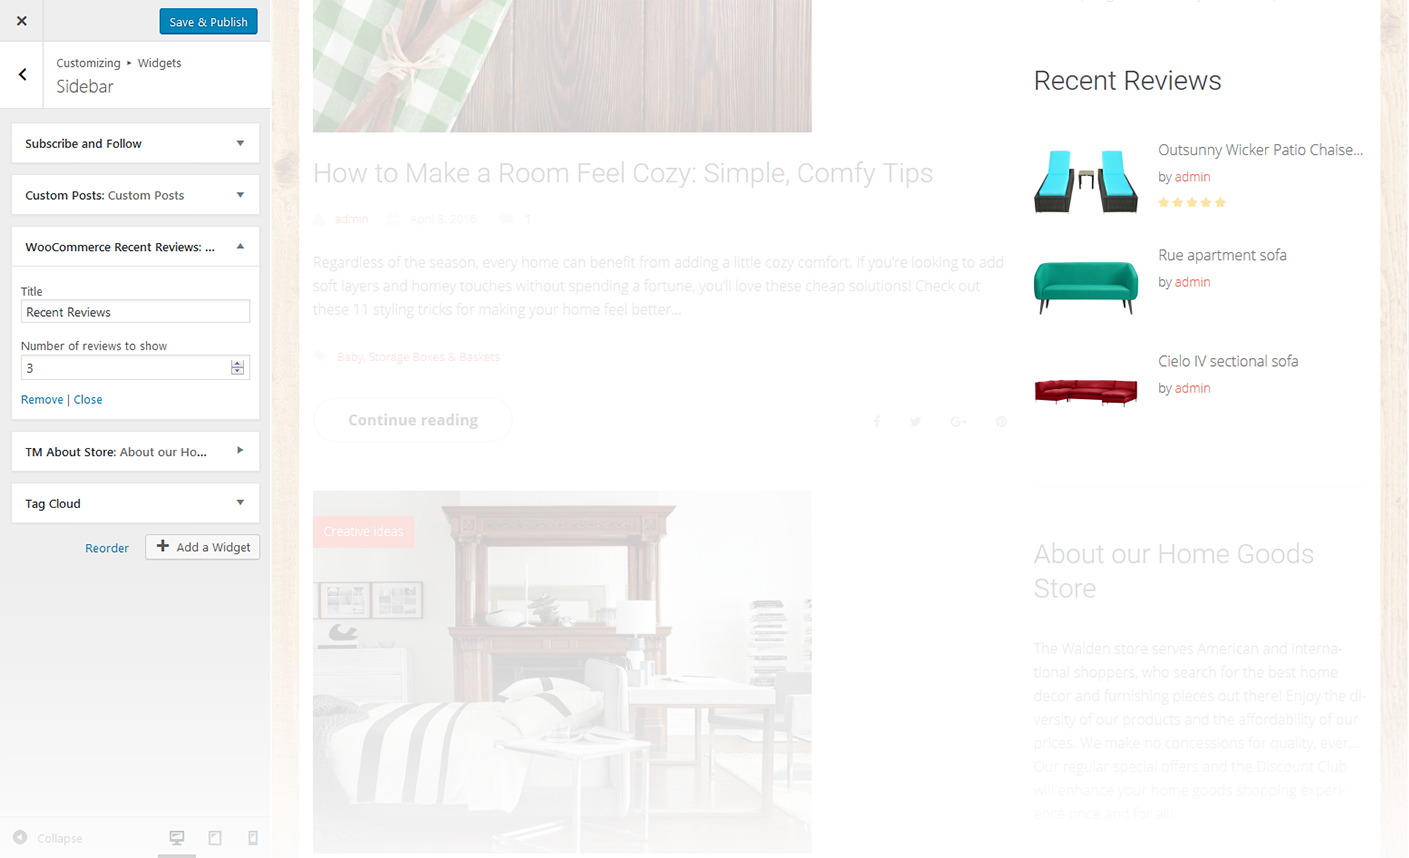 × Save & Publish
Customizing ▸ Widgets
Sidebar
Subscribe and Follow
Custom Posts: Custom Posts
WooCommerce Recent Reviews: ...
Title
Recent Reviews
Number of reviews to show
3
Remove | Close
TM About Store: About our Ho...
Tag Cloud
Reorder
Add a Widget
Collapse
How to Make a Room Feel Cozy: Simple, Comfy Tips
admin April 8, 2016 1
Regardless of the season, every home can benefit from adding a little cozy comfort. If you're looking to add
soft layers and homey touches without spending a fortune, you'll love these cheap solutions! Check out
these 11 styling tricks for making your home feel better...
Baby, Storage Boxes & Baskets
Continue reading
Creative ideas
Recent Reviews
Outsunny Wicker Patio Chaise...
by admin
Rue apartment sofa
by admin
Cielo IV sectional sofa
by admin
About our Home Goods
Store
The Walden store serves American and interna-
tional shoppers, who search for the best home
decor and furnishing pieces out there! Enjoy the di-
versity of our products and the affordability of our
prices. We make no concessions for quality, ever...
Our regular special offers and the Discount Club
will enhance your home goods shopping experi-
ence once and for all!